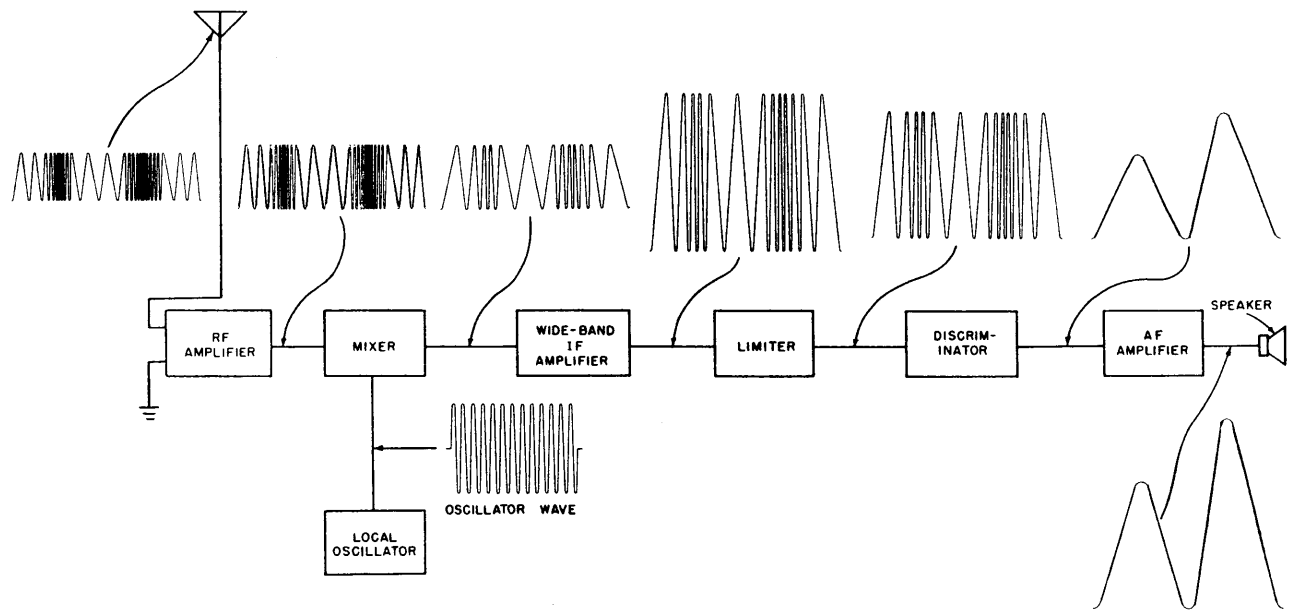 SPEAKER
RF
AMPLIFIER
MIXER
WIDE-BAND
IF
AMPLIFIER
LIMITER
DISCRIM-
INATOR
AF
AMPLIFIER
OSCILLATOR WAVE
LOCAL
OSCILLATOR